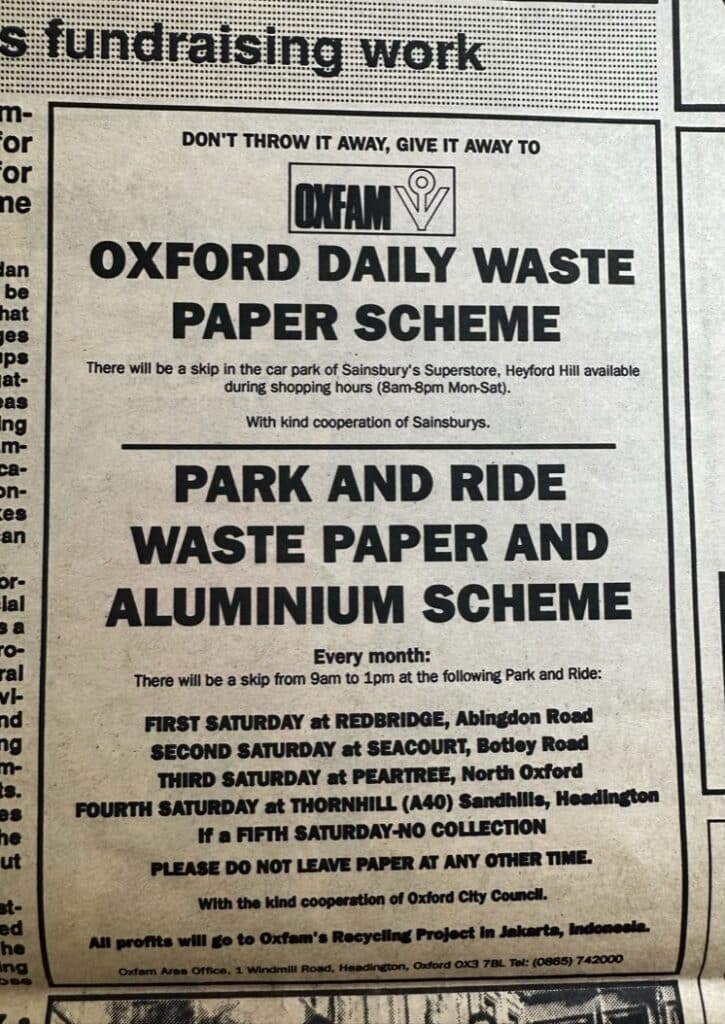 s fundraising work
DON'T THROW IT AWAY, GIVE IT AWAY TO
OXFAM
OXFORD DAILY WASTE
PAPER SCHEME
There will be a skip in the car park of Sainsbury's Superstore, Heyford Hill available
during shopping hours (8am-8pm Mon-Sat).
With kind cooperation of Sainsburys.
PARK AND RIDE
WASTE PAPER AND
ALUMINIUM SCHEME
Every month:
There will be a skip from 9am to 1pm at the following Park and Ride:
FIRST SATURDAY at REDBRIDGE, Abingdon Road
SECOND SATURDAY at SEACOURT, Botley Road
THIRD SATURDAY at PEARTREE, North Oxford
FOURTH SATURDAY at THORNHILL (A40) Sandhills, Headington
If a FIFTH SATURDAY-NO COLLECTION
PLEASE DO NOT LEAVE PAPER AT ANY OTHER TIME.
With the kind cooperation of Oxford City Council.
All profits will go to Oxfam's Recycling Project in Jakarta, Indonesia.
Oxfam Area Office, 1 Windmill Road, Headington, Oxford OX3 7BL Tel: (0865) 742000